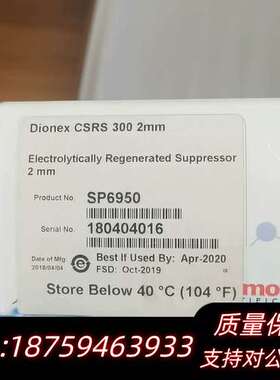 Dionex CSRS 300 2mm
Electrolytically Regenerated Suppressor
2 mm
Product No. SP6950
Serial No. 180404016
Date of Mfg Best If Used By: Apr-2020
2018/04/04 FSD: Oct-2019
Store Below 40 °C (104 °F)
质量保
:18759463933 支持对公